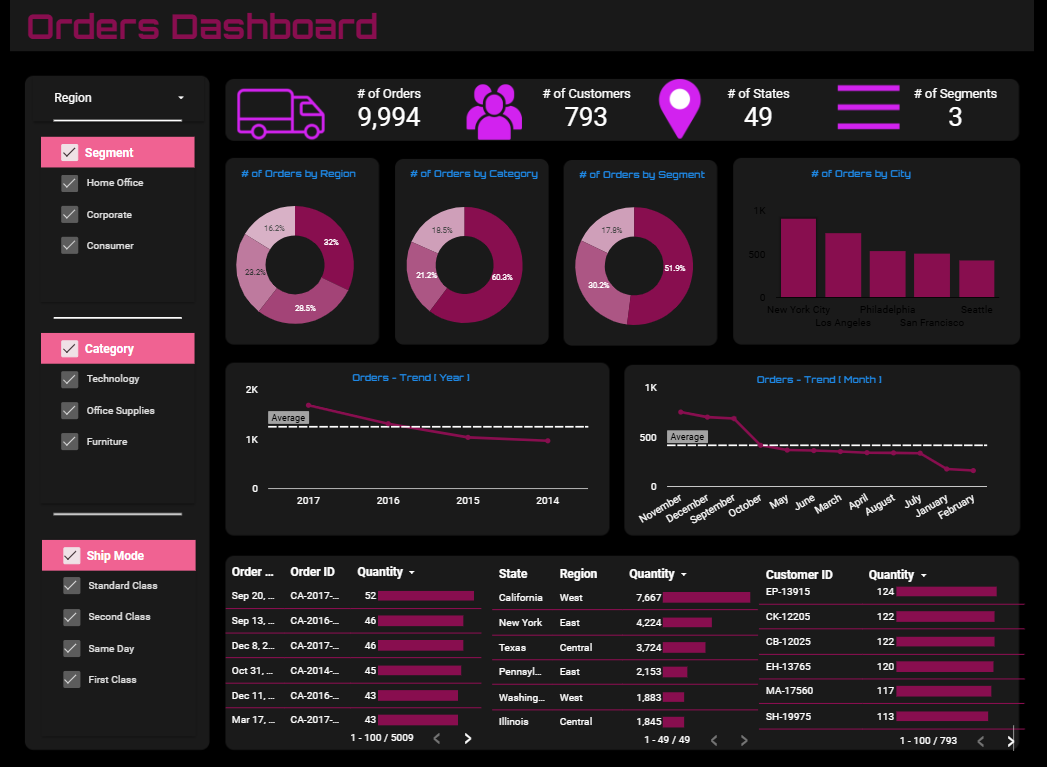 Orders Dashboard
Region
Segment
Home Office
Corporate
Consumer
Category
Technology
Office Supplies
Furniture
Ship Mode
Standard Class
Second Class
Same Day
First Class
# of Orders
9,994
# of Customers
793
# of States
49
# of Segments
3
# of Orders by Region
16.2%
32%
23.2%
28.5%
# of Orders by Category
18.5%
21.2%
60.3%
# of Orders by Segment
17.8%
51.9%
30.2%
# of Orders by City
1K
500
0
New York City
Los Angeles
Philadelphia
San Francisco
Seattle
Orders - Trend [ Year ]
2K
1K
0
Average
2017 2016 2015 2014
Orders - Trend [ Month ]
1K
500
0
Average
November December September October May June March April August July January February
Order ... Order ID Quantity
Sep 20, ... CA-2017-... 52
Sep 13, ... CA-2016-... 46
Dec 8, 2... CA-2017-... 46
Oct 31, ... CA-2014-... 45
Dec 11, ... CA-2016-... 43
Mar 17, ... CA-2017-... 43
1 - 100 / 5009
State Region Quantity
California West 7,667
New York East 4,224
Texas Central 3,724
Pennsyl... East 2,153
Washing... West 1,883
Illinois Central 1,845
1 - 49 / 49
Customer ID Quantity
EP-13915 124
CK-12205 122
CB-12025 122
EH-13765 120
MA-17560 117
SH-19975 113
1 - 100 / 793